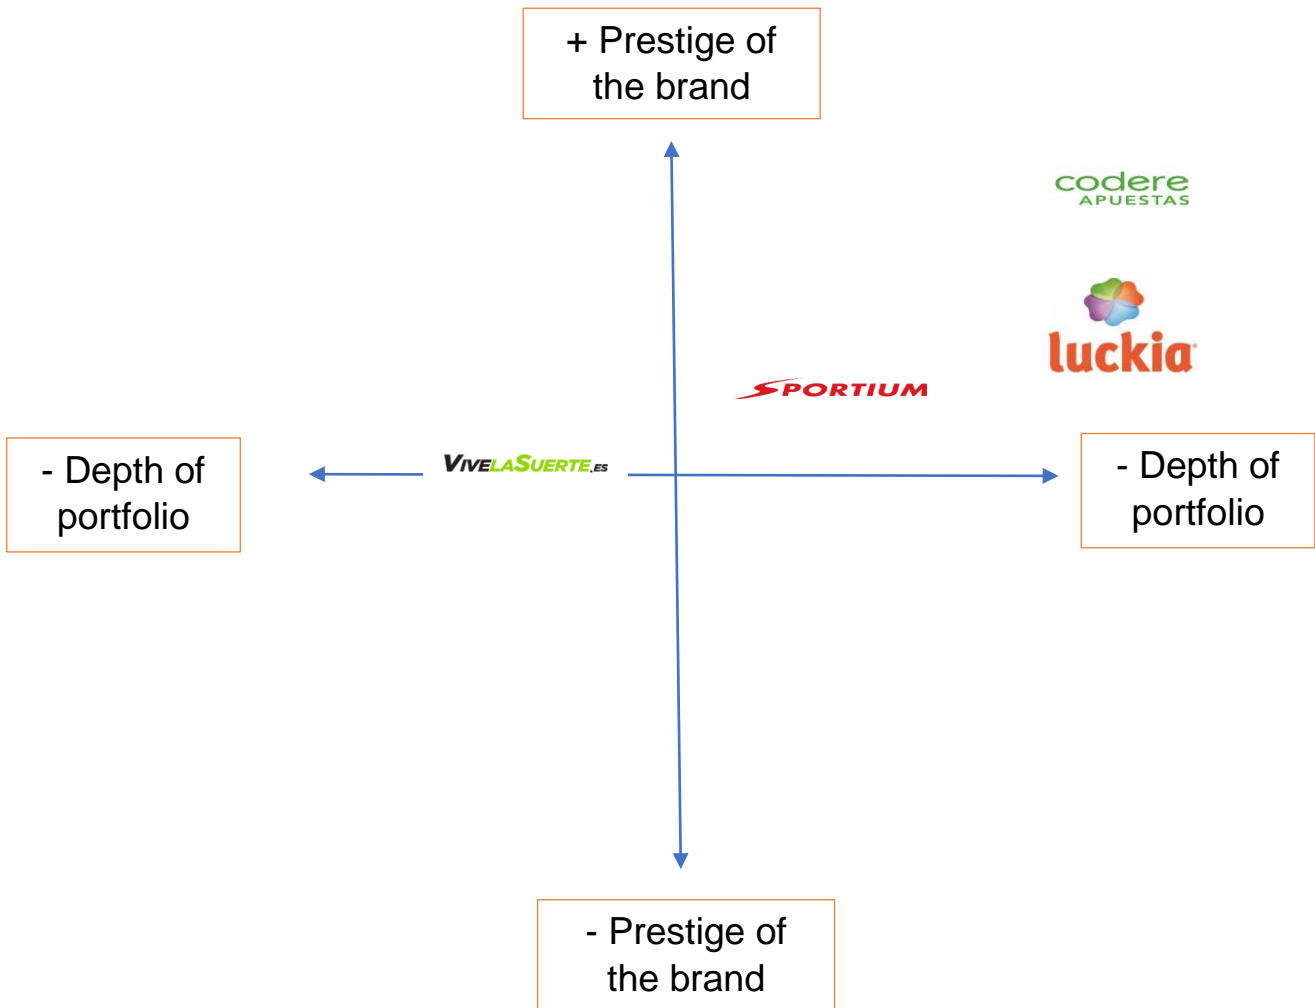 + Prestige of
the brand
codere
APUESTAS
luckia
SPORTIUM
- Depth of
portfolio
VIVELASUERTE.ES
- Depth of
portfolio
- Prestige of
the brand